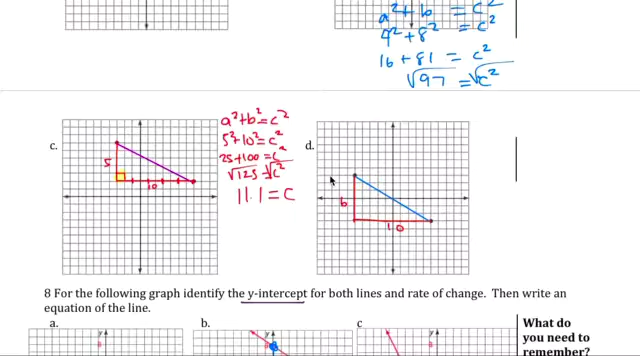 a² + b = c²
4² + 8² = c²
16 + 81 = c²
√97 = √c²
c.
5
10
a² + b² = c²
5² + 10² = c²
25 + 100 = c²
√125 = √c²
11.1 = c
d.
6
10
8 For the following graph identify the y-intercept for both lines and rate of change. Then write an
equation of the line.
a.
b.
c
What do
you need to
remember?